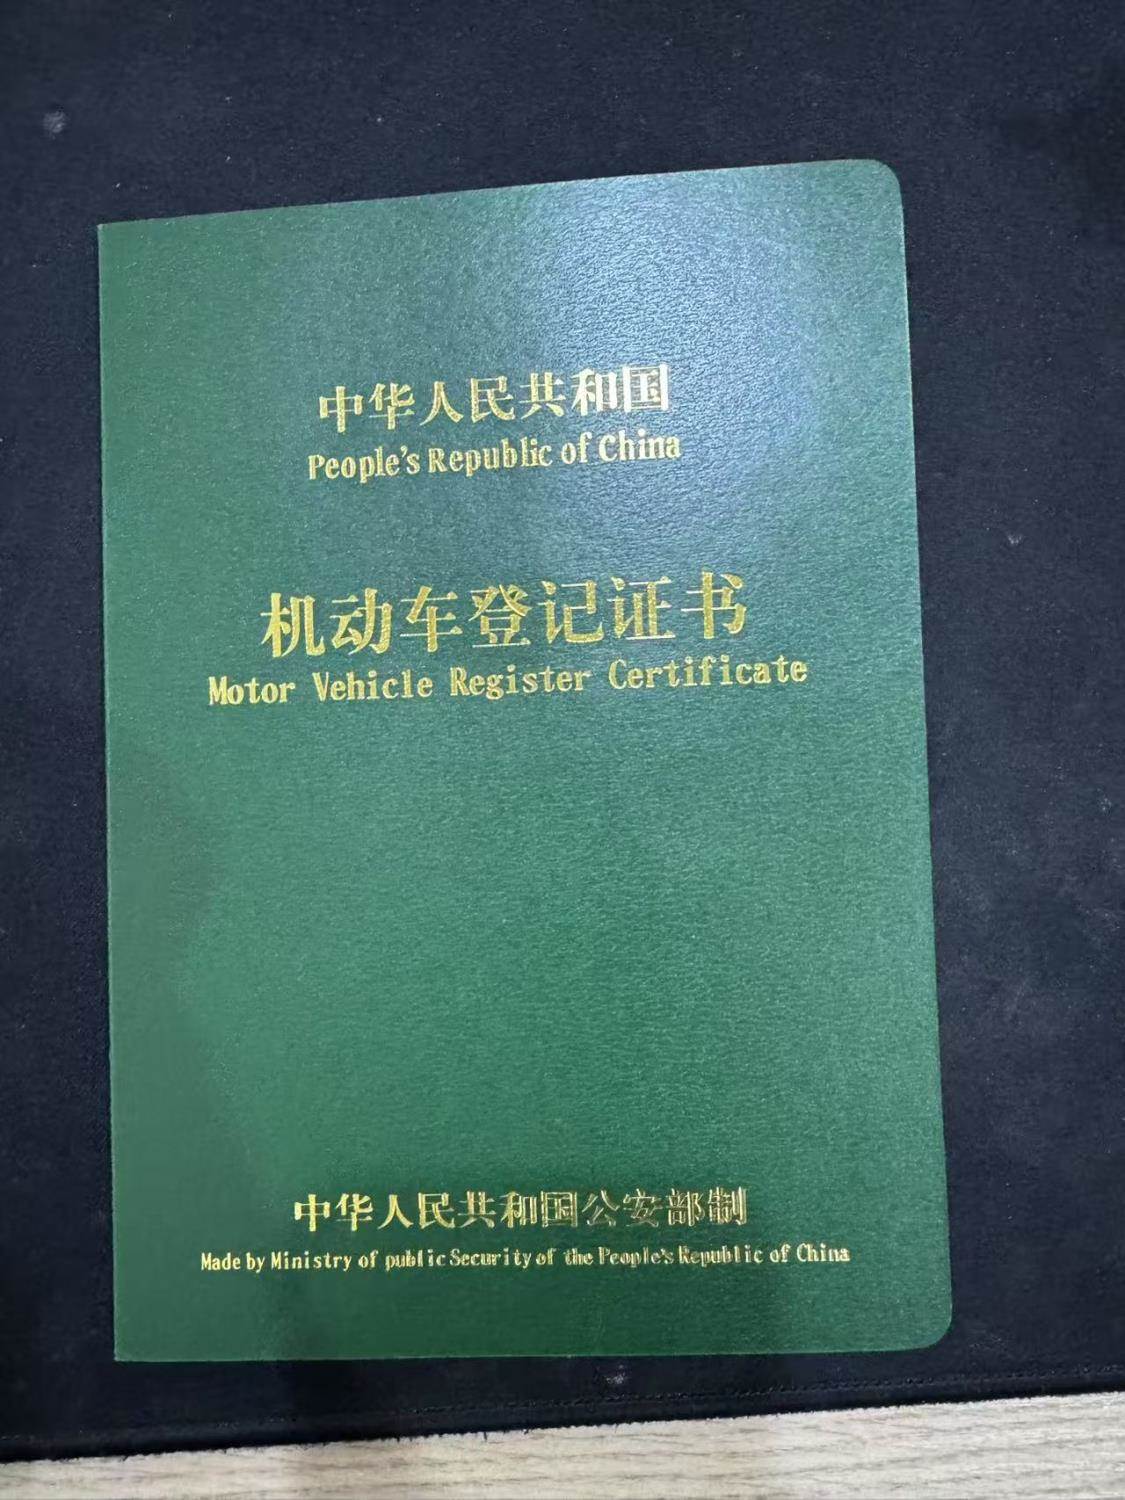 中华人民共和国
People's Republic of China
机动车登记证书
Motor Vehicle Register Certificate
中华人民共和国公安部制
Made by Ministry of public Security of the People's Republic of China